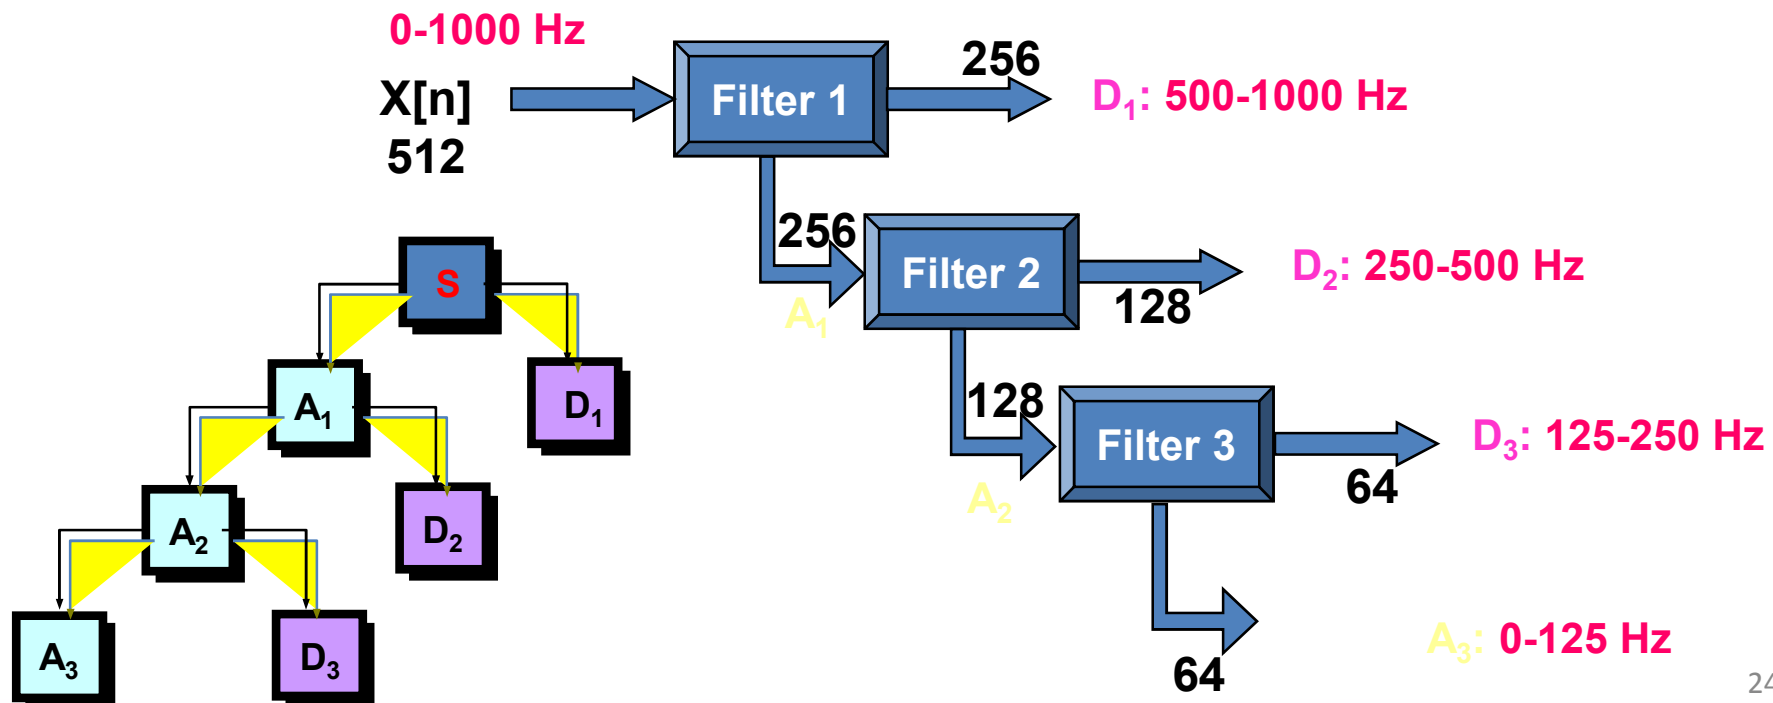 0-1000 Hz
X[n]
512
Filter 1
256
D₁: 500-1000 Hz
256
A₁
Filter 2
128
D₂: 250-500 Hz
128
A₂
Filter 3
64
D₃: 125-250 Hz
64
A₃: 0-125 Hz
S
A₁
D₁
A₂
D₂
A₃
D₃
24